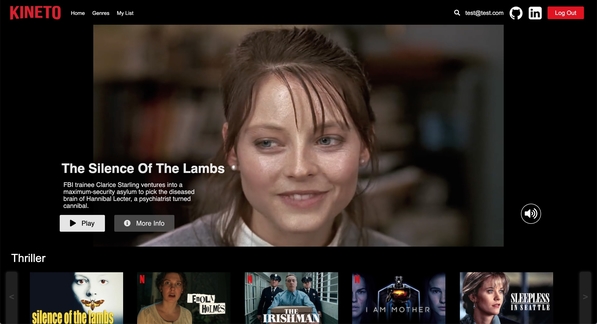 KINETO
Home Genres My List
test@test.com
Log Out
The Silence Of The Lambs
FBI trainee Clarice Starling ventures into a
maximum-security asylum to pick the diseased
brain of Hannibal Lecter, a psychiatrist turned
cannibal.
Play
More Info
Thriller
silence of the lambs
N
ENOLA
HOLMES
N
THE
IRISHMAN
N
I AM MOTHER
SLEEPLESS
IN SEATTLE